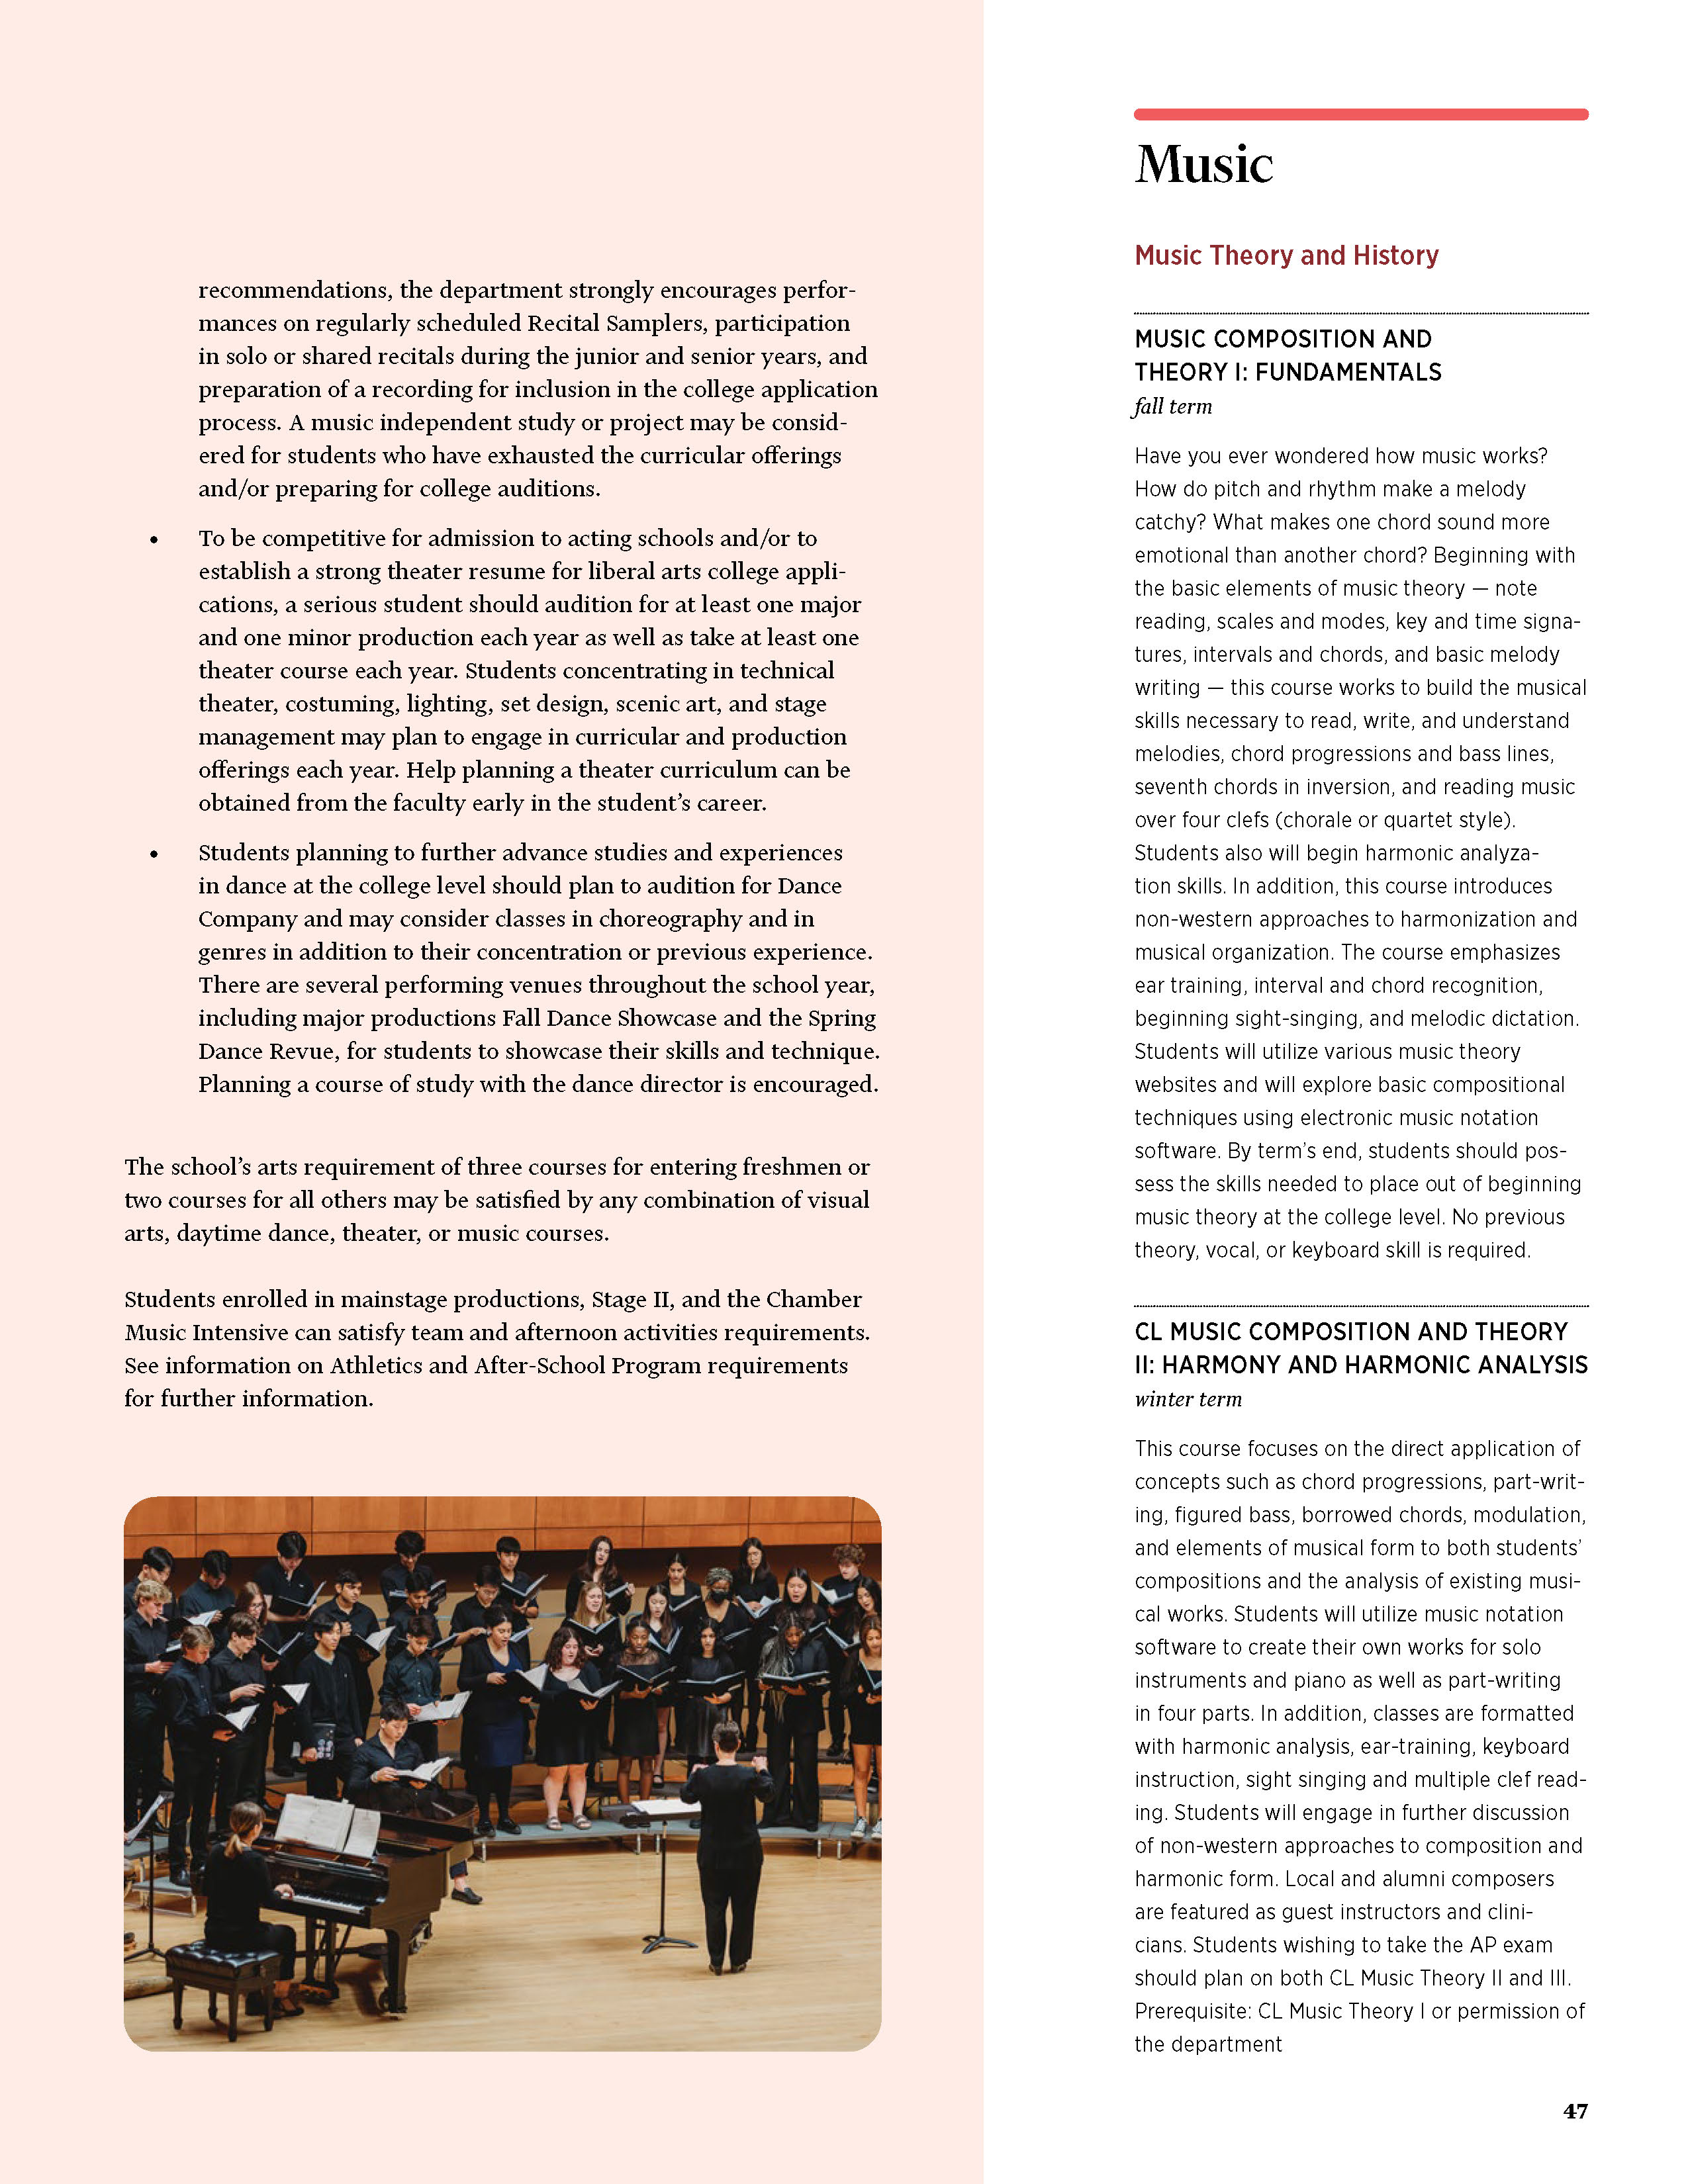 recommendations, the department strongly encourages perfor-
mances on regularly scheduled Recital Samplers, participation
in solo or shared recitals during the junior and senior years, and
preparation of a recording for inclusion in the college application
process. A music independent study or project may be consid-
ered for students who have exhausted the curricular offerings
and/or preparing for college auditions.
• To be competitive for admission to acting schools and/or to
establish a strong theater resume for liberal arts college appli-
cations, a serious student should audition for at least one major
and one minor production each year as well as take at least one
theater course each year. Students concentrating in technical
theater, costuming, lighting, set design, scenic art, and stage
management may plan to engage in curricular and production
offerings each year. Help planning a theater curriculum can be
obtained from the faculty early in the student’s career.
• Students planning to further advance studies and experiences
in dance at the college level should plan to audition for Dance
Company and may consider classes in choreography and in
genres in addition to their concentration or previous experience.
There are several performing venues throughout the school year,
including major productions Fall Dance Showcase and the Spring
Dance Revue, for students to showcase their skills and technique.
Planning a course of study with the dance director is encouraged.
The school’s arts requirement of three courses for entering freshmen or
two courses for all others may be satisfied by any combination of visual
arts, daytime dance, theater, or music courses.
Students enrolled in mainstage productions, Stage II, and the Chamber
Music Intensive can satisfy team and afternoon activities requirements.
See information on Athletics and After-School Program requirements
for further information.
Music
Music Theory and History
MUSIC COMPOSITION AND
THEORY I: FUNDAMENTALS
fall term
Have you ever wondered how music works?
How do pitch and rhythm make a melody
catchy? What makes one chord sound more
emotional than another chord? Beginning with
the basic elements of music theory — note
reading, scales and modes, key and time signa-
tures, intervals and chords, and basic melody
writing — this course works to build the musical
skills necessary to read, write, and understand
melodies, chord progressions and bass lines,
seventh chords in inversion, and reading music
over four clefs (chorale or quartet style).
Students also will begin harmonic analyza-
tion skills. In addition, this course introduces
non-western approaches to harmonization and
musical organization. The course emphasizes
ear training, interval and chord recognition,
beginning sight-singing, and melodic dictation.
Students will utilize various music theory
websites and will explore basic compositional
techniques using electronic music notation
software. By term’s end, students should pos-
sess the skills needed to place out of beginning
music theory at the college level. No previous
theory, vocal, or keyboard skill is required.
CL MUSIC COMPOSITION AND THEORY
II: HARMONY AND HARMONIC ANALYSIS
winter term
This course focuses on the direct application of
concepts such as chord progressions, part-writ-
ing, figured bass, borrowed chords, modulation,
and elements of musical form to both students’
compositions and the analysis of existing musi-
cal works. Students will utilize music notation
software to create their own works for solo
instruments and piano as well as part-writing
in four parts. In addition, classes are formatted
with harmonic analysis, ear-training, keyboard
instruction, sight singing and multiple clef read-
ing. Students will engage in further discussion
of non-western approaches to composition and
harmonic form. Local and alumni composers
are featured as guest instructors and clini-
cians. Students wishing to take the AP exam
should plan on both CL Music Theory II and III.
Prerequisite: CL Music Theory I or permission of
the department
47